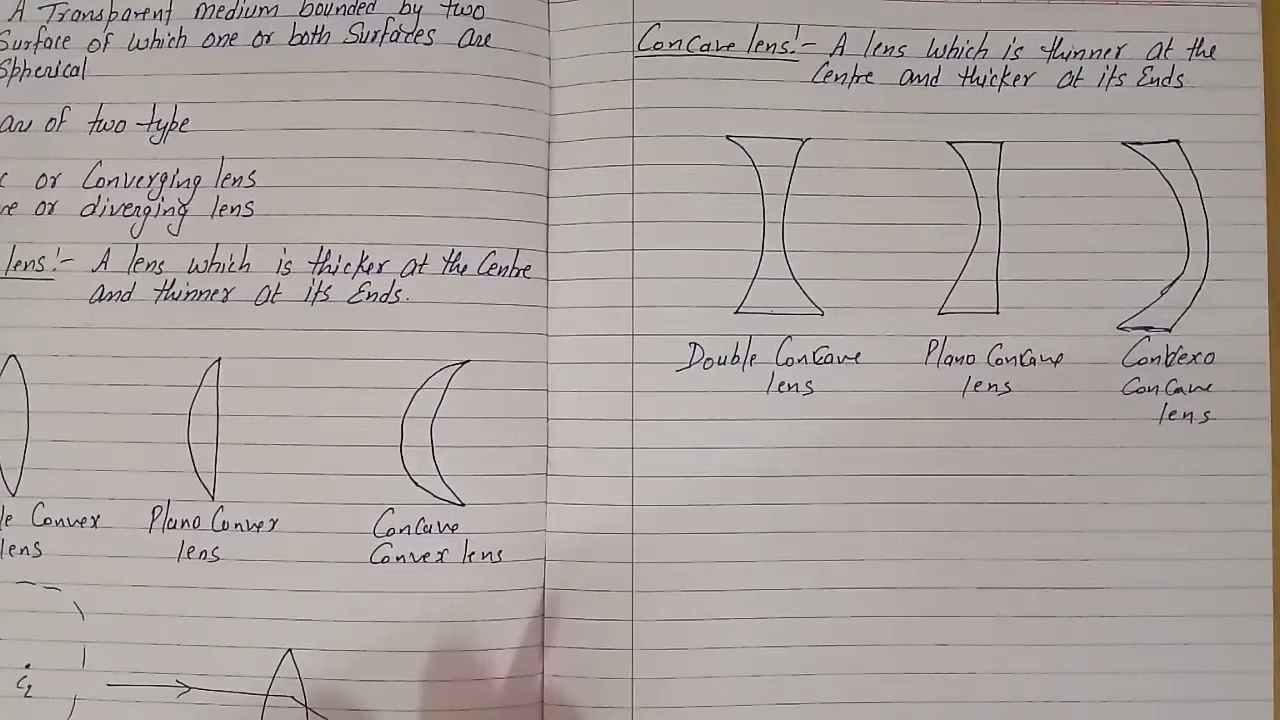 A Transparent medium bounded by two
Surface of which one or both Surfaces are
Spherical
are of two type
or Converging lens
or diverging lens
lens:- A lens which is thicker at the Centre
and thinner at its Ends.
Convex
lens
Plano Convex
lens
Concave
Convex lens
C2
Concave lens:- A lens which is thinner at the
Centre and thicker at its Ends
Double Concave
lens
Plano Concave
lens
Convexo
Concave
lens